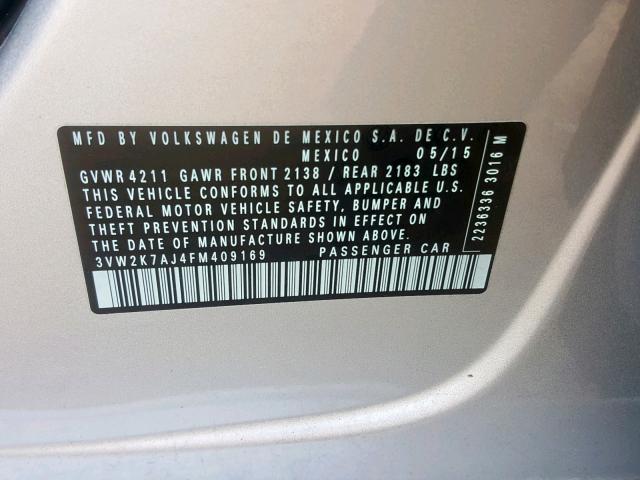 MFD BY VOLKSWAGEN DE MEXICO S.A. DE C.V.
MEXICO 05/15
GVWR 4211 GAWR FRONT 2138 / REAR 2183 LBS
THIS VEHICLE CONFORMS TO ALL APPLICABLE U.S.
FEDERAL MOTOR VEHICLE SAFETY, BUMPER AND
THEFT PREVENTION STANDARDS IN EFFECT ON
THE DATE OF MANUFACTURE SHOWN ABOVE.
3VW2K7AJ4FM409169 PASSENGER CAR
2236336 3016 M